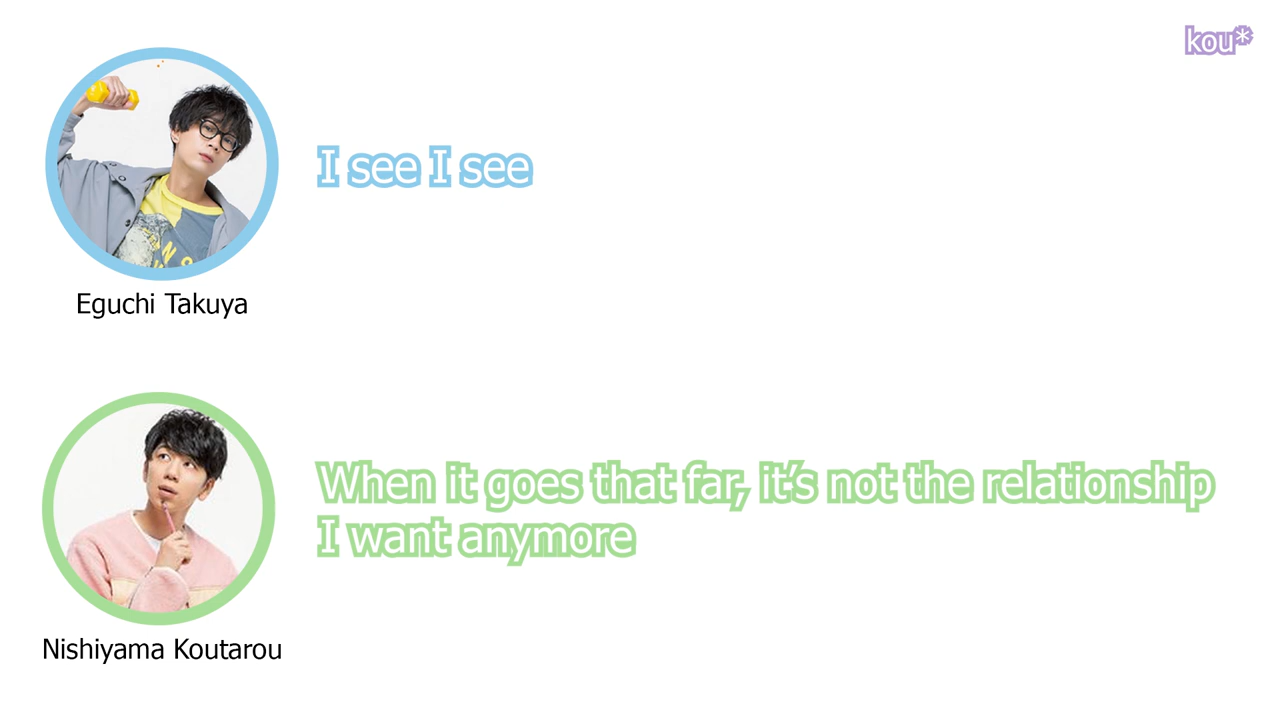 kou*
I see I see
Eguchi Takuya
When it goes that far, it's not the relationship
I want anymore
Nishiyama Koutarou